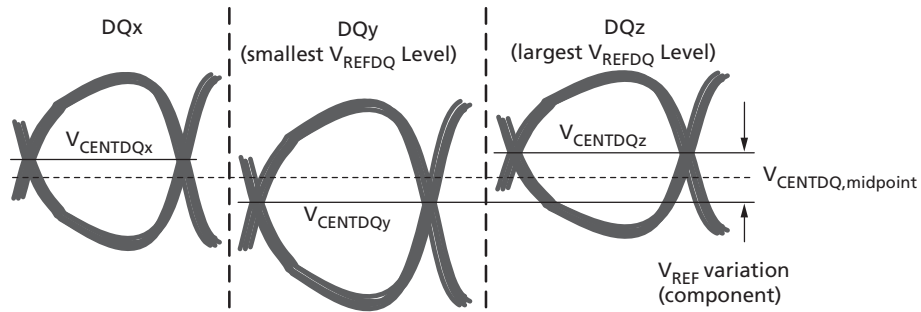 DQx
DQy
(smallest VREFDQ Level)
DQz
(largest VREFDQ Level)
VCENTDQx
VCENTDQz
VCENTDQ,midpoint
VCENTDQy
VREF variation
(component)